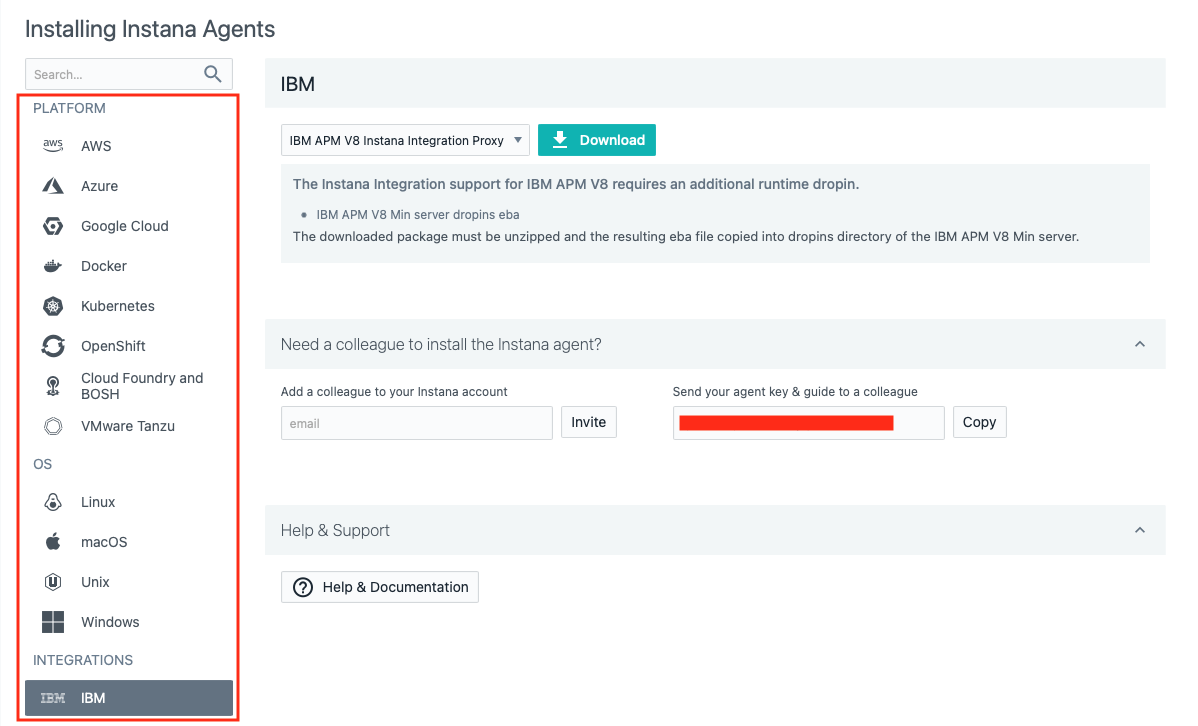 Installing Instana Agents
Search...
PLATFORM
aws AWS
Azure
Google Cloud
Docker
Kubernetes
OpenShift
Cloud Foundry and
BOSH
VMware Tanzu
OS
Linux
macOS
Unix
Windows
INTEGRATIONS
IBM IBM
IBM
IBM APM V8 Instana Integration Proxy
Download
The Instana Integration support for IBM APM V8 requires an additional runtime dropin.
• IBM APM V8 Min server dropins eba
The downloaded package must be unzipped and the resulting eba file copied into dropins directory of the IBM APM V8 Min server.
Need a colleague to install the Instana agent?
Add a colleague to your Instana account
email
Invite
Send your agent key & guide to a colleague
Copy
Help & Support
Help & Documentation